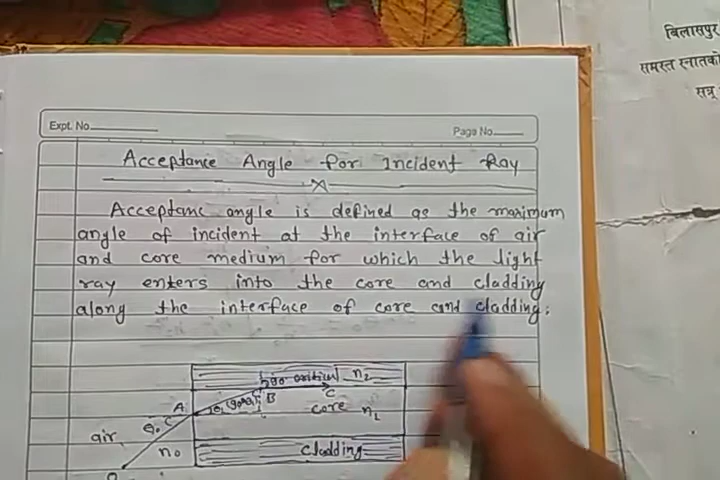 बिलासपुर
समस्त स्नातको
सत्र
Expt. No.
Page No.
Acceptance Angle for Incident Ray
Acceptanc angle is defined as the maximum
angle of incident at the interface of air
and core medium for which the light
ray enters into the core and cladding
along the interface of core and cladding.
critical n2
A
B
C
core n1
air
n0
cladding